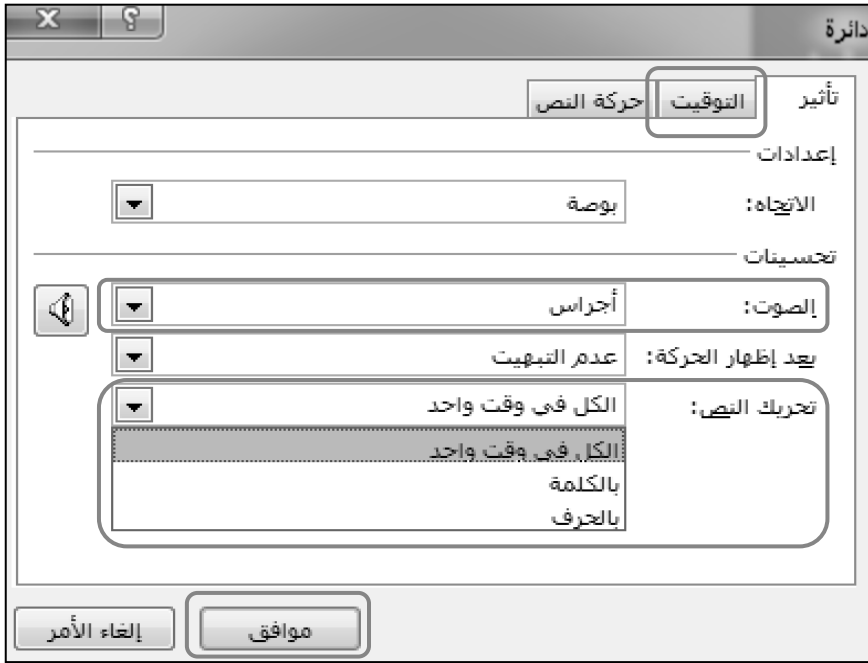 دائرة
تأثير التوقيت حركة النص
إعدادات
الاتجاه: بوصة
تحسينات
الصوت: أجراس
بعد إظهار الحركة: عدم التبهيت
تحريك النص: الكل في وقت واحد
الكل في وقت واحد
بالكلمة
بالحرف
موافق إلغاء الأمر